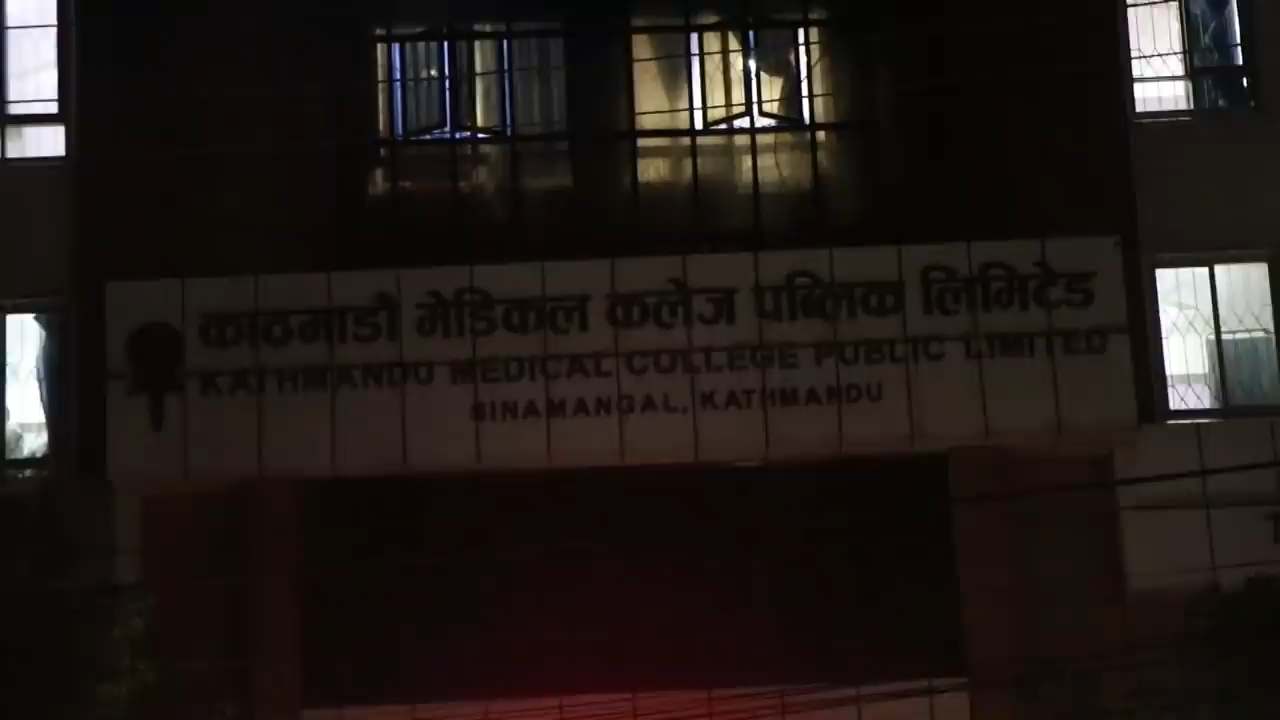 काठमाडौं मेडिकल कलेज पब्लिक लिमिटेड
KATHMANDU MEDICAL COLLEGE PUBLIC LIMITED
SINAMANGAL, KATHMANDU